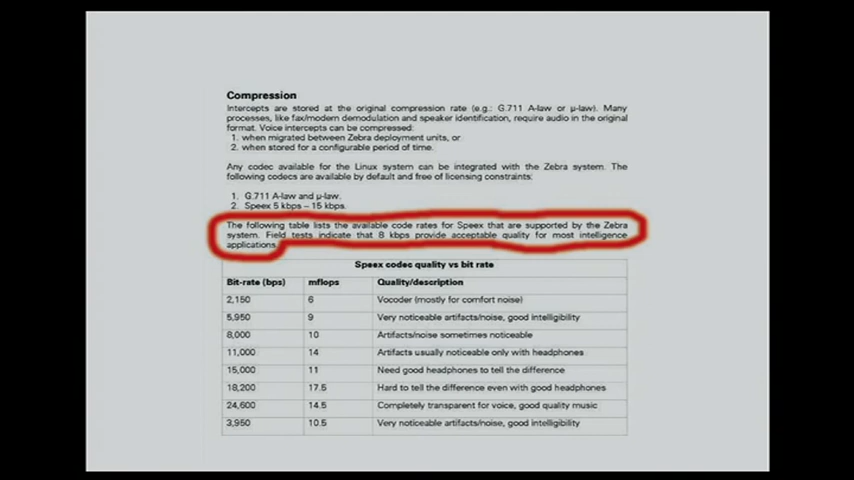 Compression
Intercepts are stored at the original compression rate (e.g.: G.711 A-law or µ-law). Many
processes, like fax/modem demodulation and speaker identification, require audio in the original
format. Voice intercepts can be compressed:
1. when migrated between Zebra deployment units, or
2. when stored for a configurable period of time.
Any codec available for the Linux system can be integrated with the Zebra system. The
following codecs are available by default and free of licensing constraints:
1. G.711 A-law and µ-law.
2. Speex 5 kbps – 15 kbps.
The following table lists the available code rates for Speex that are supported by the Zebra
system. Field tests indicate that 8 kbps provide acceptable quality for most intelligence
applications.
Speex codec quality vs bit rate
Bit-rate (bps) mflops Quality/description
2,150 6 Vocoder (mostly for comfort noise)
5,950 9 Very noticeable artifacts/noise, good intelligibility
8,000 10 Artifacts/noise sometimes noticeable
11,000 14 Artifacts usually noticeable only with headphones
15,000 11 Need good headphones to tell the difference
18,200 17.5 Hard to tell the difference even with good headphones
24,600 14.5 Completely transparent for voice, good quality music
3,950 10.5 Very noticeable artifacts/noise, good intelligibility